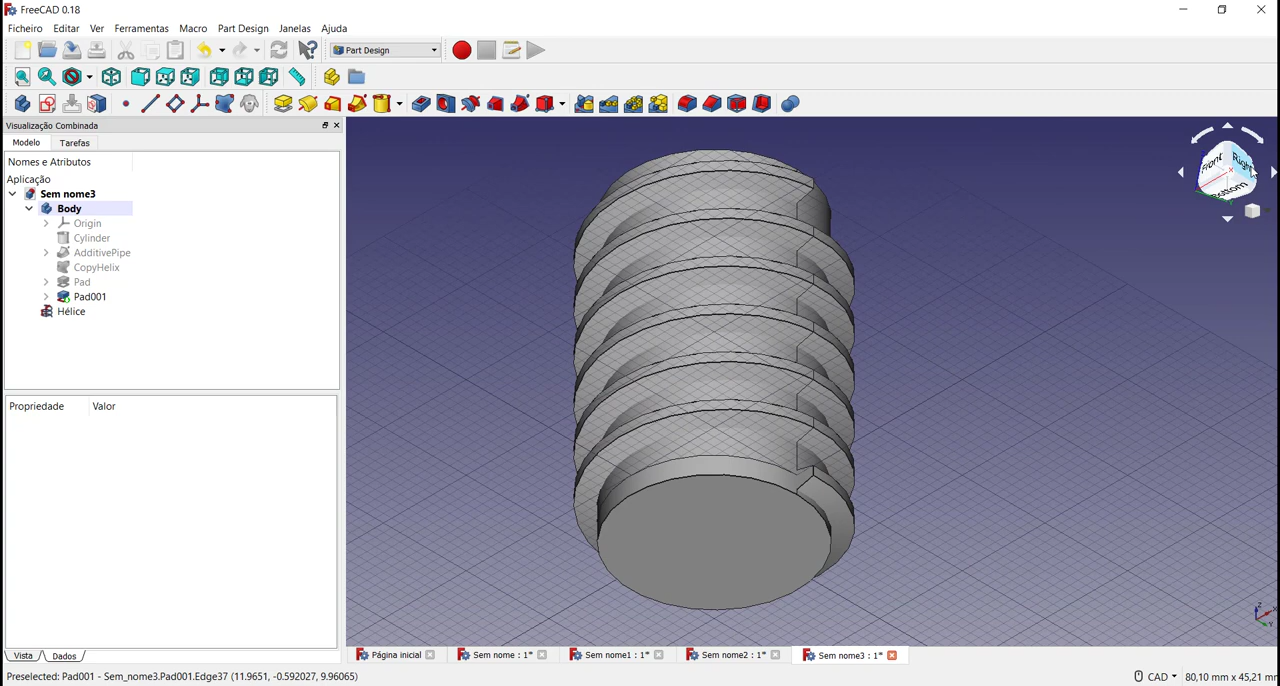 FreeCAD 0.18
Ficheiro Editar Ver Ferramentas Macro Part Design Janelas Ajuda
Part Design
Visualização Combinada
Modelo Tarefas
Nomes e Atributos
Aplicação
Sem nome3
Body
Origin
Cylinder
AdditivePipe
CopyHelix
Pad
Pad001
Hélice
Propriedade Valor
Front Right
Bottom
Vista Dados
Página inicial Sem nome : 1* Sem nome1 : 1* Sem nome2 : 1* Sem nome3 : 1*
Preselected: Pad001 - Sem_nome3.Pad001.Edge37 (11.9651, -0.592027, 9.96065) CAD 80,10 mm x 45,21